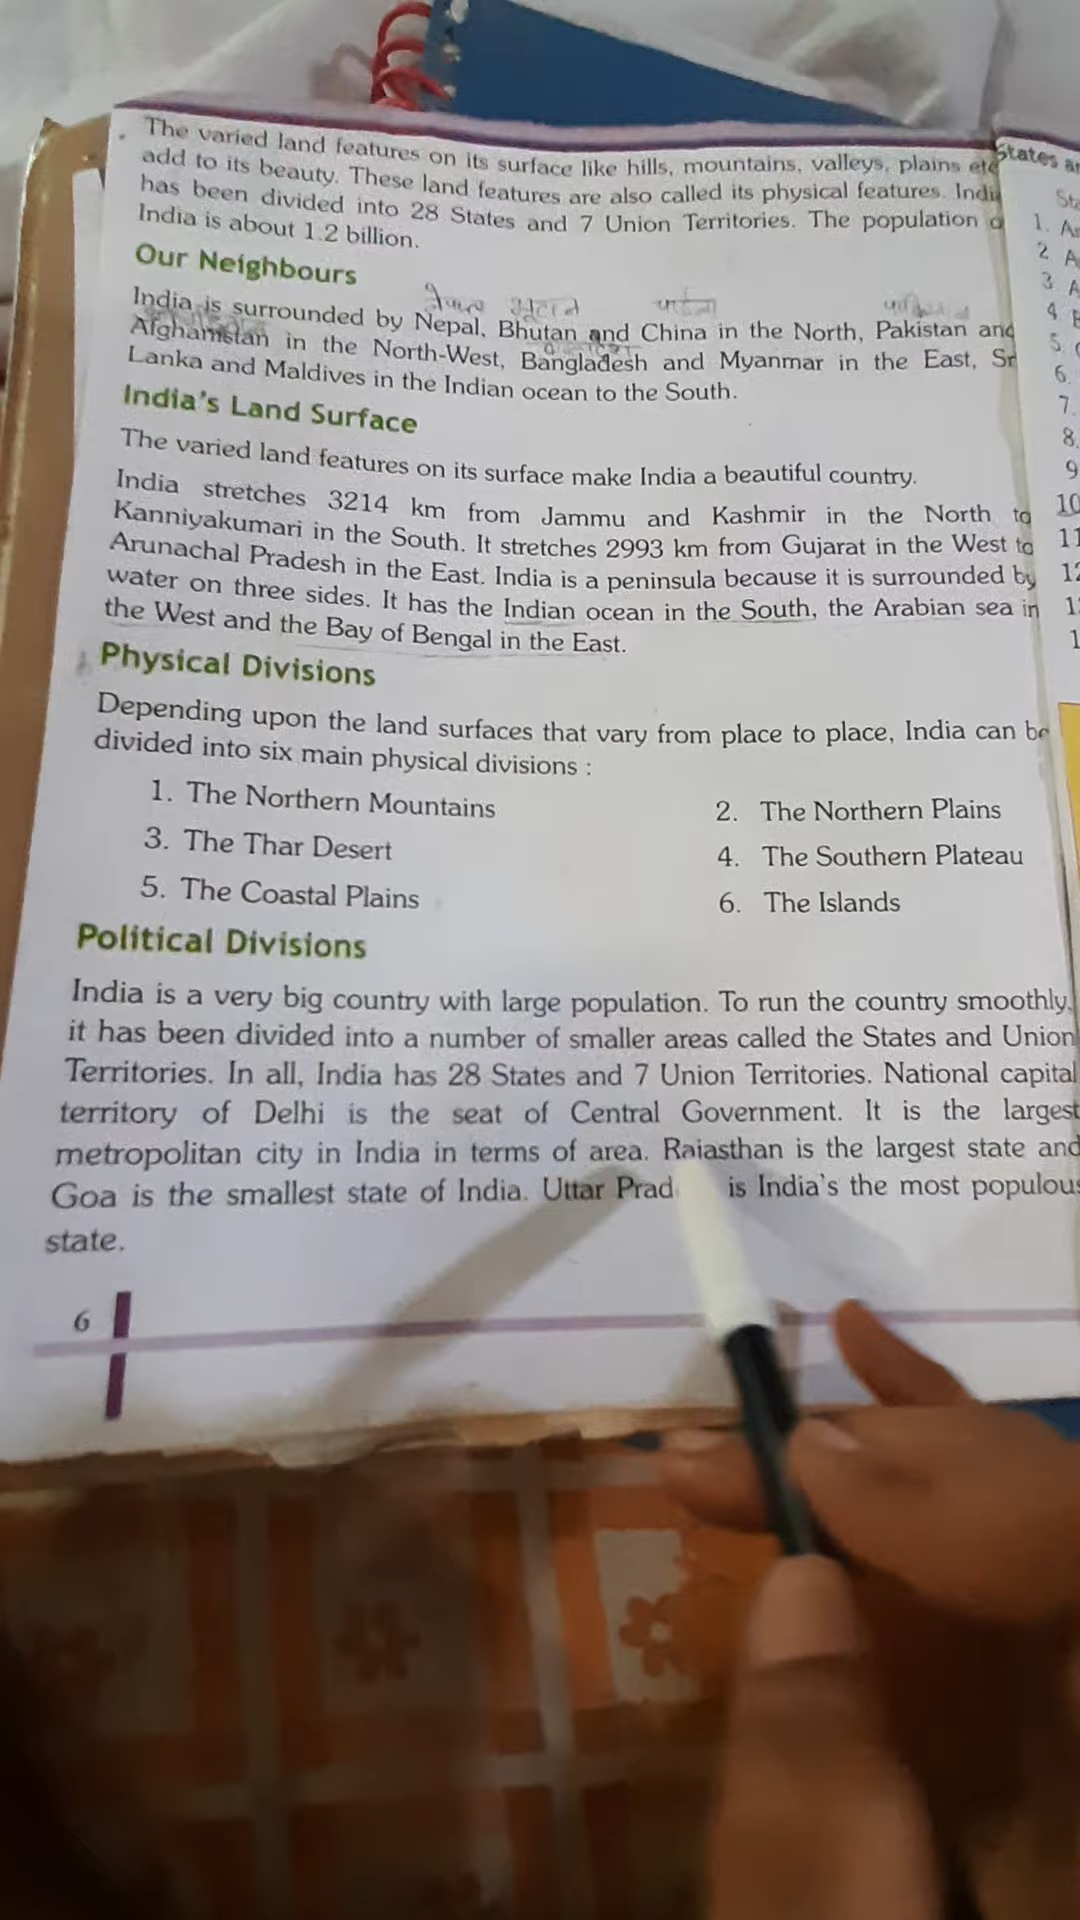 The varied land features on its surface like hills, mountains, valleys, plains etc
add to its beauty. These land features are also called its physical features. India
has been divided into 28 States and 7 Union Territories. The population o
India is about 1.2 billion.
Our Neighbours
नेपाल भूटान चाईना
India is surrounded by Nepal, Bhutan and China in the North, Pakistan and
Afghanistan in the North-West, Bangladesh and Myanmar in the East, Sr
Lanka and Maldives in the Indian ocean to the South.
India's Land Surface
The varied land features on its surface make India a beautiful country.
India stretches 3214 km from Jammu and Kashmir in the North to
Kanniyakumari in the South. It stretches 2993 km from Gujarat in the West to
Arunachal Pradesh in the East. India is a peninsula because it is surrounded by
water on three sides. It has the Indian ocean in the South, the Arabian sea in
the West and the Bay of Bengal in the East.
Physical Divisions
Depending upon the land surfaces that vary from place to place, India can be
divided into six main physical divisions :
1. The Northern Mountains 2. The Northern Plains
3. The Thar Desert 4. The Southern Plateau
5. The Coastal Plains 6. The Islands
Political Divisions
India is a very big country with large population. To run the country smoothly,
it has been divided into a number of smaller areas called the States and Union
Territories. In all, India has 28 States and 7 Union Territories. National capital
territory of Delhi is the seat of Central Government. It is the largest
metropolitan city in India in terms of area. Rajasthan is the largest state and
Goa is the smallest state of India. Uttar Prad is India's the most populous
state.
6
States
1.
2
3
4
5
6.
7.
8.
9
10
11
12